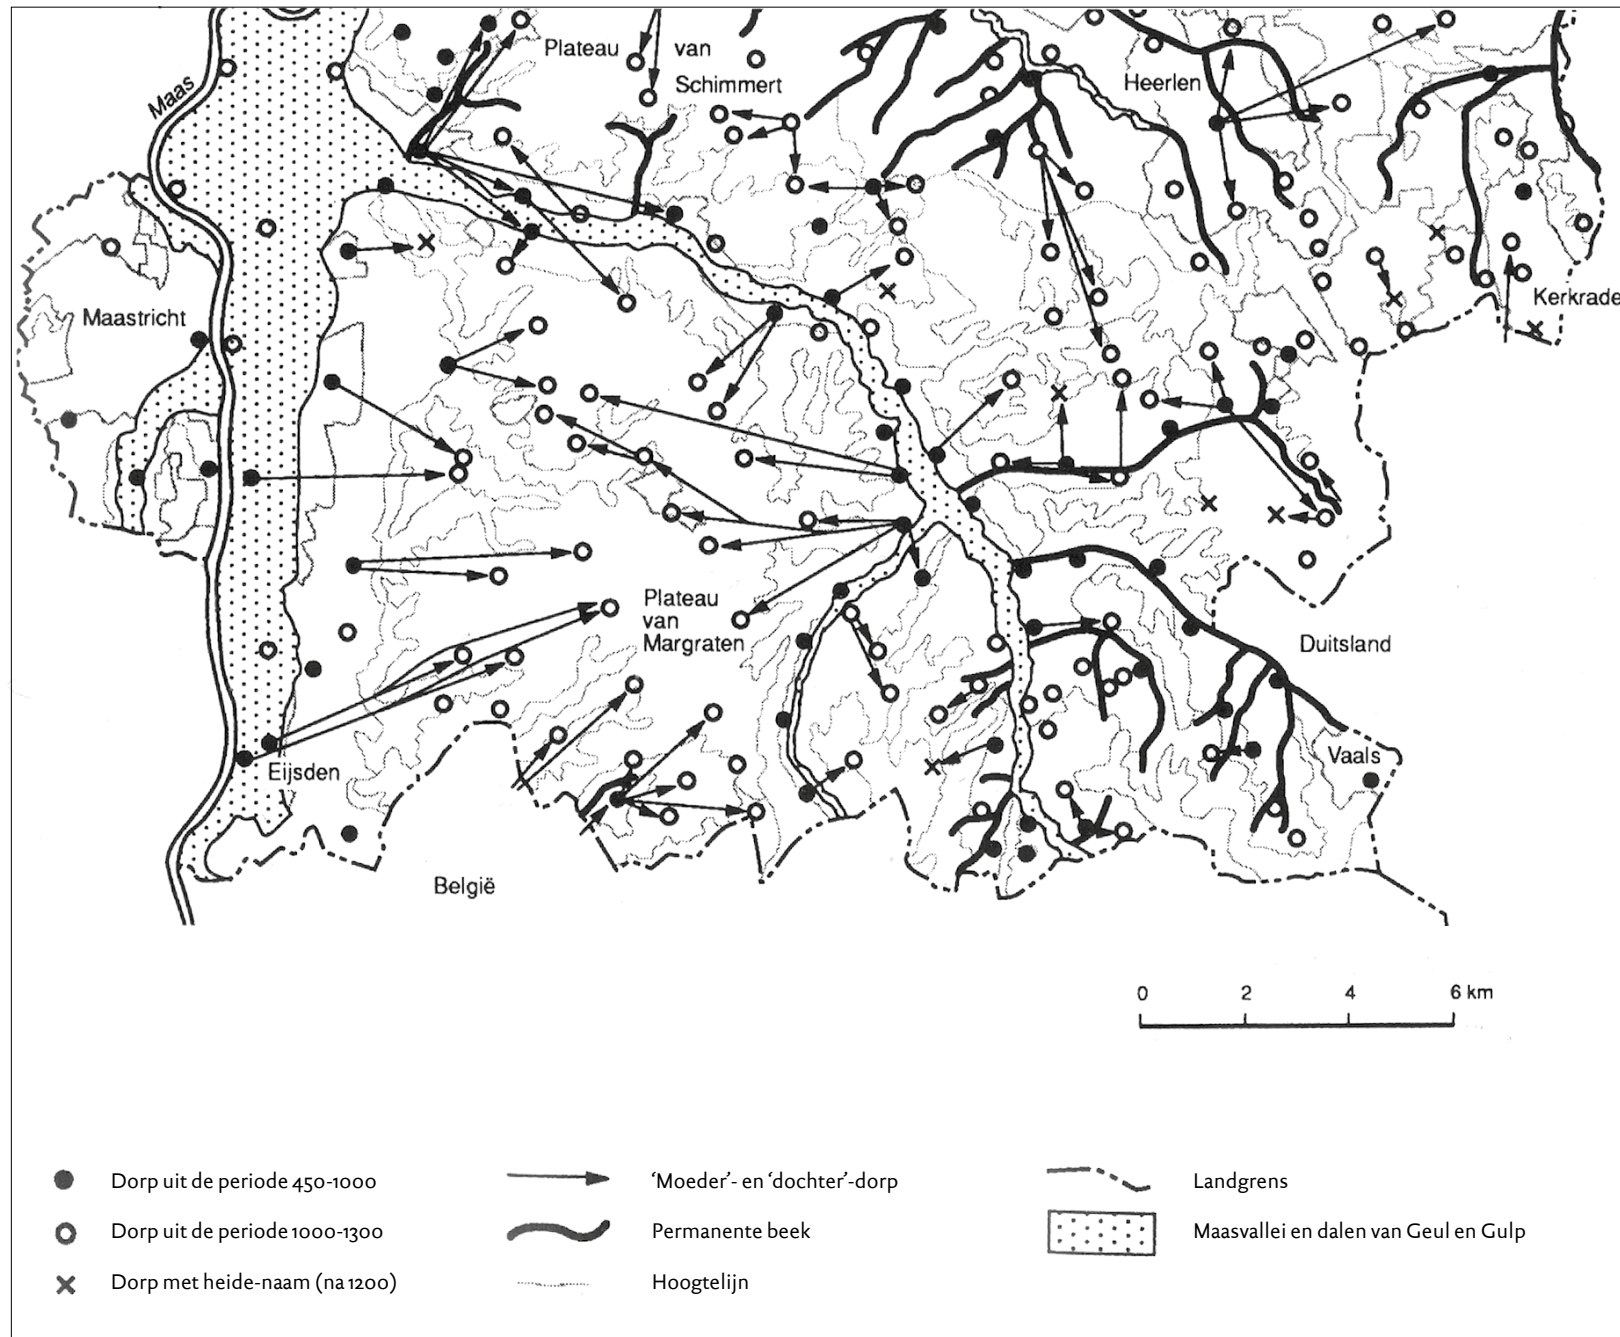 Plateau van
Schimmert
Heerlen
Maas
Maastricht
Kerkrade
Plateau
van
Margraten
Duitsland
Vaals
Eijsden
België
0 2 4 6 km
Dorp uit de periode 450-1000
Dorp uit de periode 1000-1300
Dorp met heide-naam (na 1200)
‘Moeder’- en ‘dochter’-dorp
Permanente beek
Hoogtelijn
Landgrens
Maasvallei en dalen van Geul en Gulp